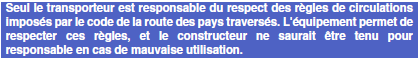 Seul le transporteur est responsable du respect des règles de circulations
imposés par le code de la route des pays traversés. L'équipement permet de
respecter ces règles, et le constructeur ne saurait être tenu pour
responsable en cas de mauvaise utilisation.